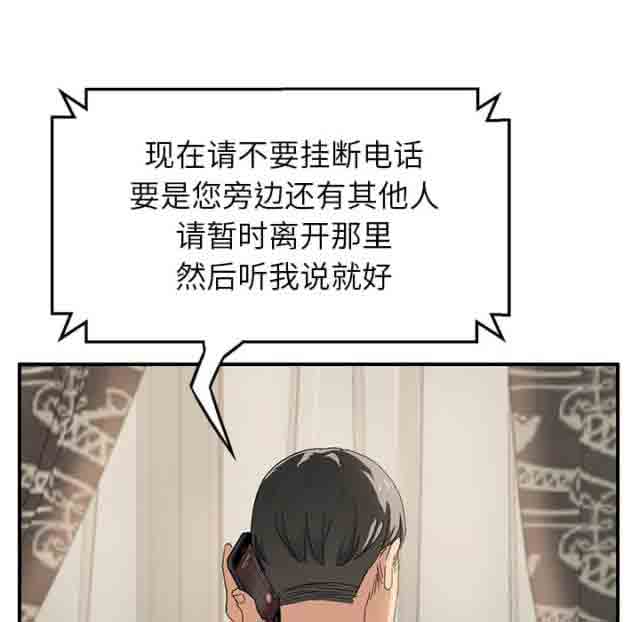 现在请不要挂断电话
要是您旁边还有其他人
请暂时离开那里
然后听我说就好